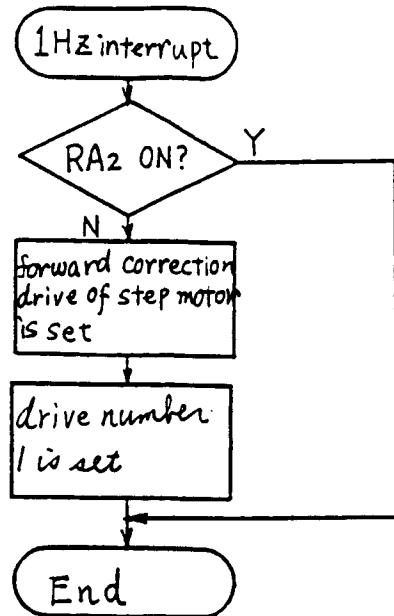 1Hz interrupt
RA2 ON?
Y
N
forward correction
drive of step motor
is set
drive number
1 is set
End